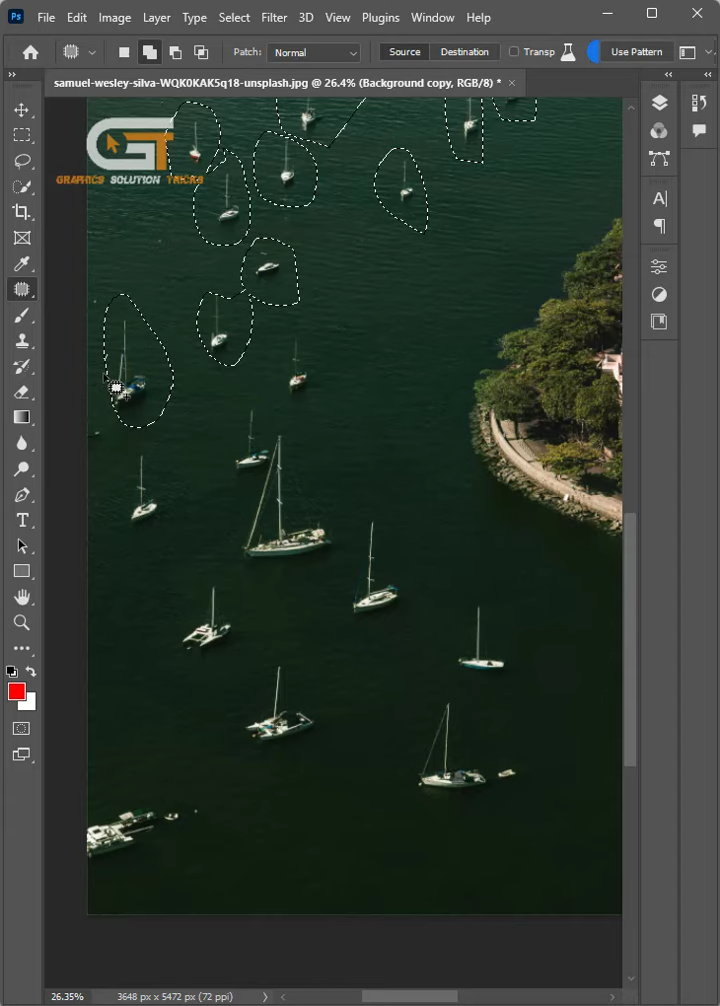 Ps File Edit Image Layer Type Select Filter 3D View Plugins Window Help
Patch: Normal Source Destination Transp Use Pattern
samuel-wesley-silva-WQK0KAK5q18-unsplash.jpg @ 26.4% (Background copy, RGB/8) *
GT
GRAPHICS SOLUTION TRICKS
26.35% 3648 px x 5472 px (72 ppi)